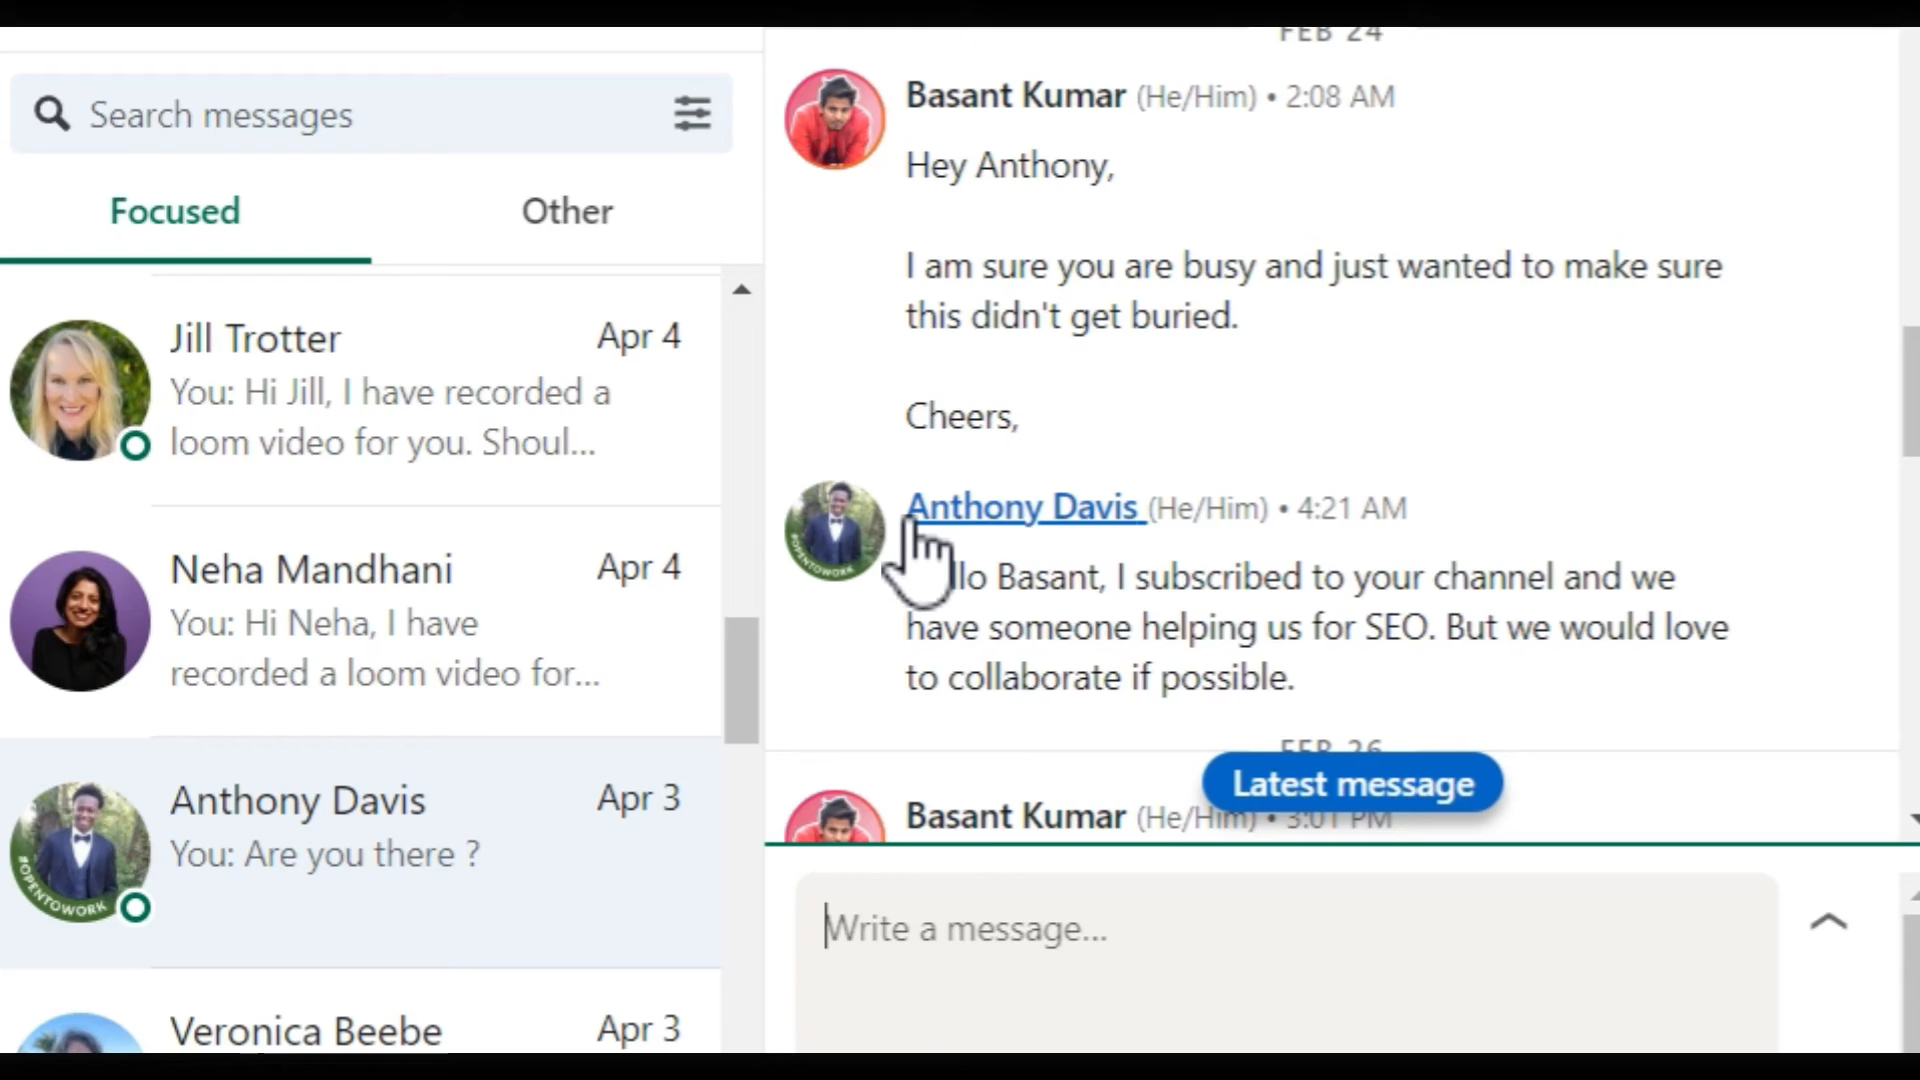 Search messages
Focused
Other
Jill Trotter
Apr 4
You: Hi Jill, I have recorded a
loom video for you. Shoul...
Neha Mandhani
Apr 4
You: Hi Neha, I have
recorded a loom video for...
#OPENTOWORK
Anthony Davis
Apr 3
You: Are you there ?
Veronica Beebe
Apr 3
FEB 24
Basant Kumar (He/Him) • 2:08 AM
Hey Anthony,
I am sure you are busy and just wanted to make sure
this didn't get buried.
Cheers,
#OPENTOWORK
Anthony Davis (He/Him) • 4:21 AM
lo Basant, I subscribed to your channel and we
have someone helping us for SEO. But we would love
to collaborate if possible.
FEB 26
Latest message
Basant Kumar (He/Him) • 3:01 PM
Write a message...